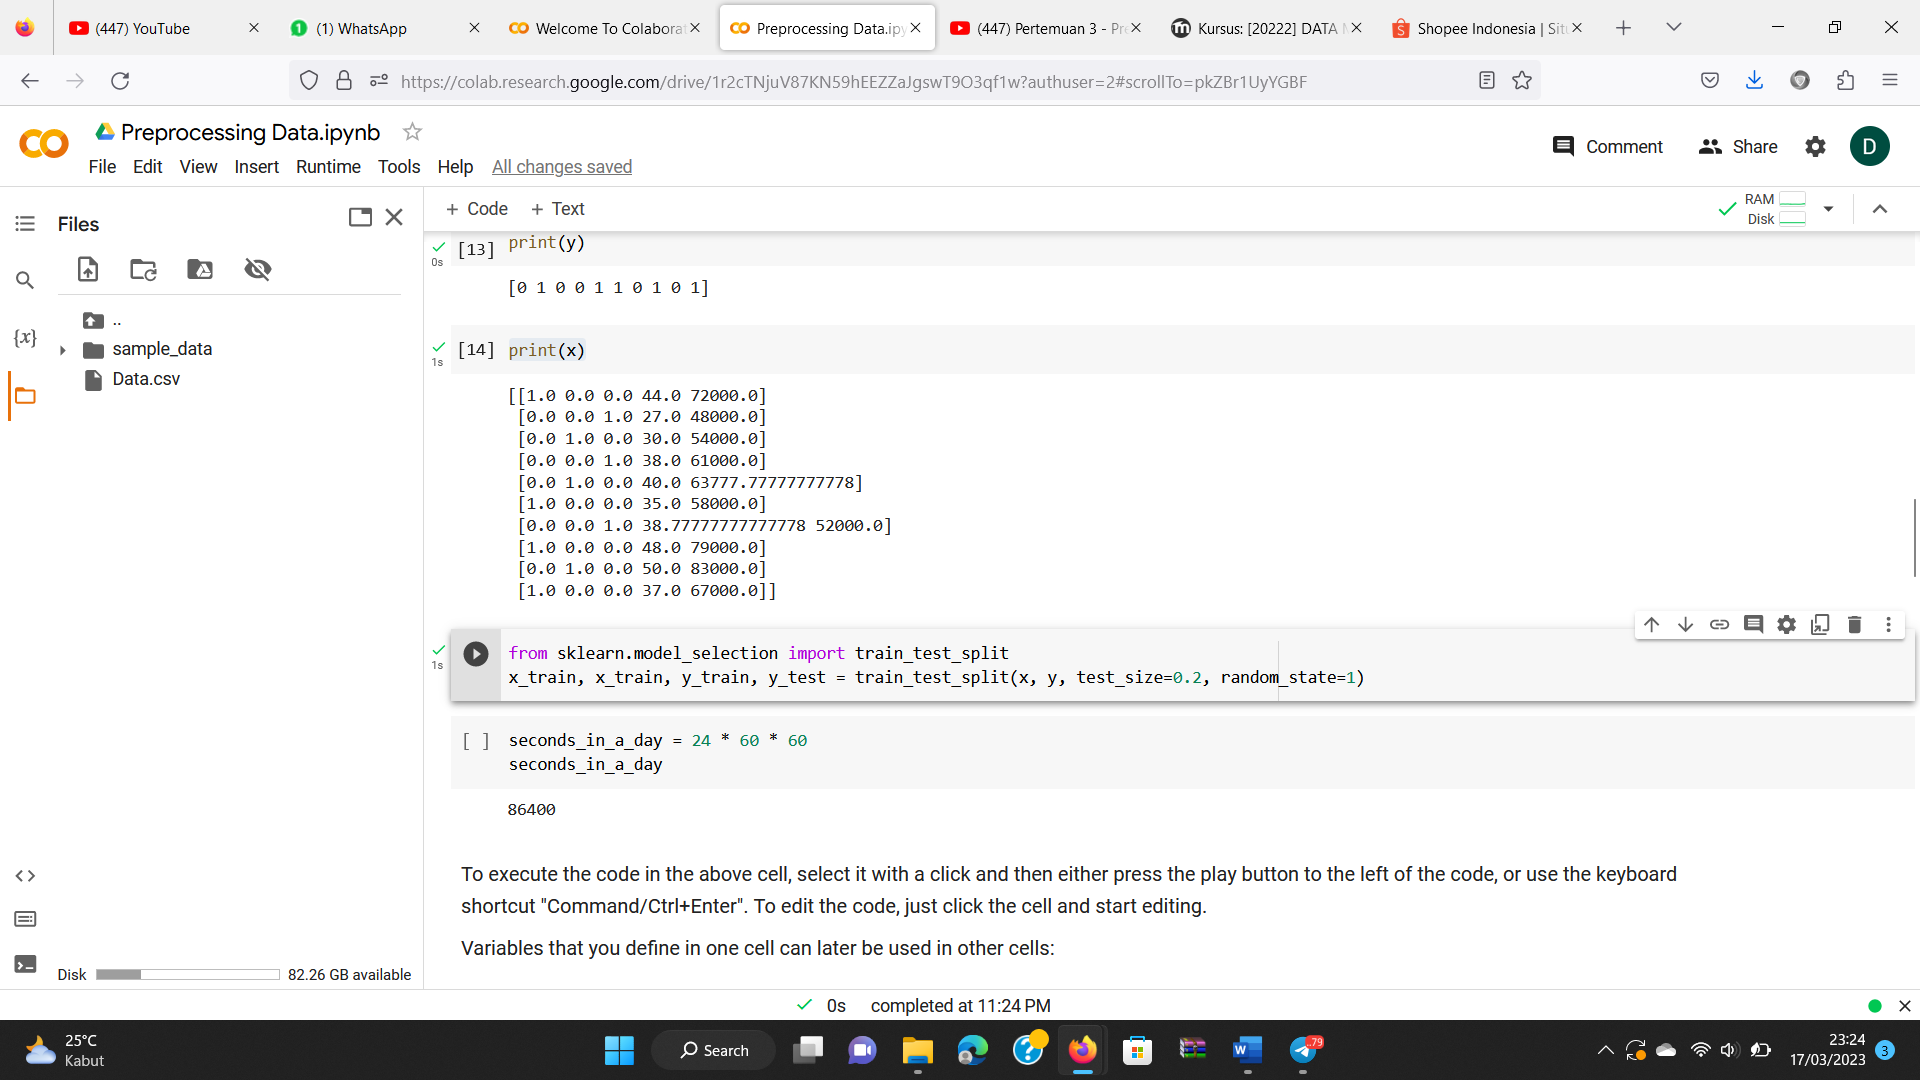 (447) YouTube
(1) WhatsApp
Welcome To Colaborat
Preprocessing Data.ipy
(447) Pertemuan 3 - Pr
Kursus: [20222] DATA
Shopee Indonesia | Sit
https://colab.research.google.com/drive/1r2cTNjuV87KN59hEEZZaJgswT9O3qf1w?authuser=2#scrollTo=pkZBr1UyYGBF
Preprocessing Data.ipynb
File Edit View Insert Runtime Tools Help All changes saved
Comment
Share
D
Files
+ Code + Text
RAM
Disk
..
sample_data
Data.csv
{x}
0s
[13] print(y)
[0 1 0 0 1 1 0 1 0 1]
1s
[14] print(x)
[[1.0 0.0 0.0 44.0 72000.0]
[0.0 0.0 1.0 27.0 48000.0]
[0.0 1.0 0.0 30.0 54000.0]
[0.0 0.0 1.0 38.0 61000.0]
[0.0 1.0 0.0 40.0 63777.77777777778]
[1.0 0.0 0.0 35.0 58000.0]
[0.0 0.0 1.0 38.77777777777778 52000.0]
[1.0 0.0 0.0 48.0 79000.0]
[0.0 1.0 0.0 50.0 83000.0]
[1.0 0.0 0.0 37.0 67000.0]]
1s
from sklearn.model_selection import train_test_split
x_train, x_train, y_train, y_test = train_test_split(x, y, test_size=0.2, random_state=1)
[ ] seconds_in_a_day = 24 * 60 * 60
seconds_in_a_day
86400
To execute the code in the above cell, select it with a click and then either press the play button to the left of the code, or use the keyboard
shortcut "Command/Ctrl+Enter". To edit the code, just click the cell and start editing.
Variables that you define in one cell can later be used in other cells:
Disk 82.26 GB available
0s completed at 11:24 PM
25°C
Kabut
Search
79
23:24
17/03/2023
3